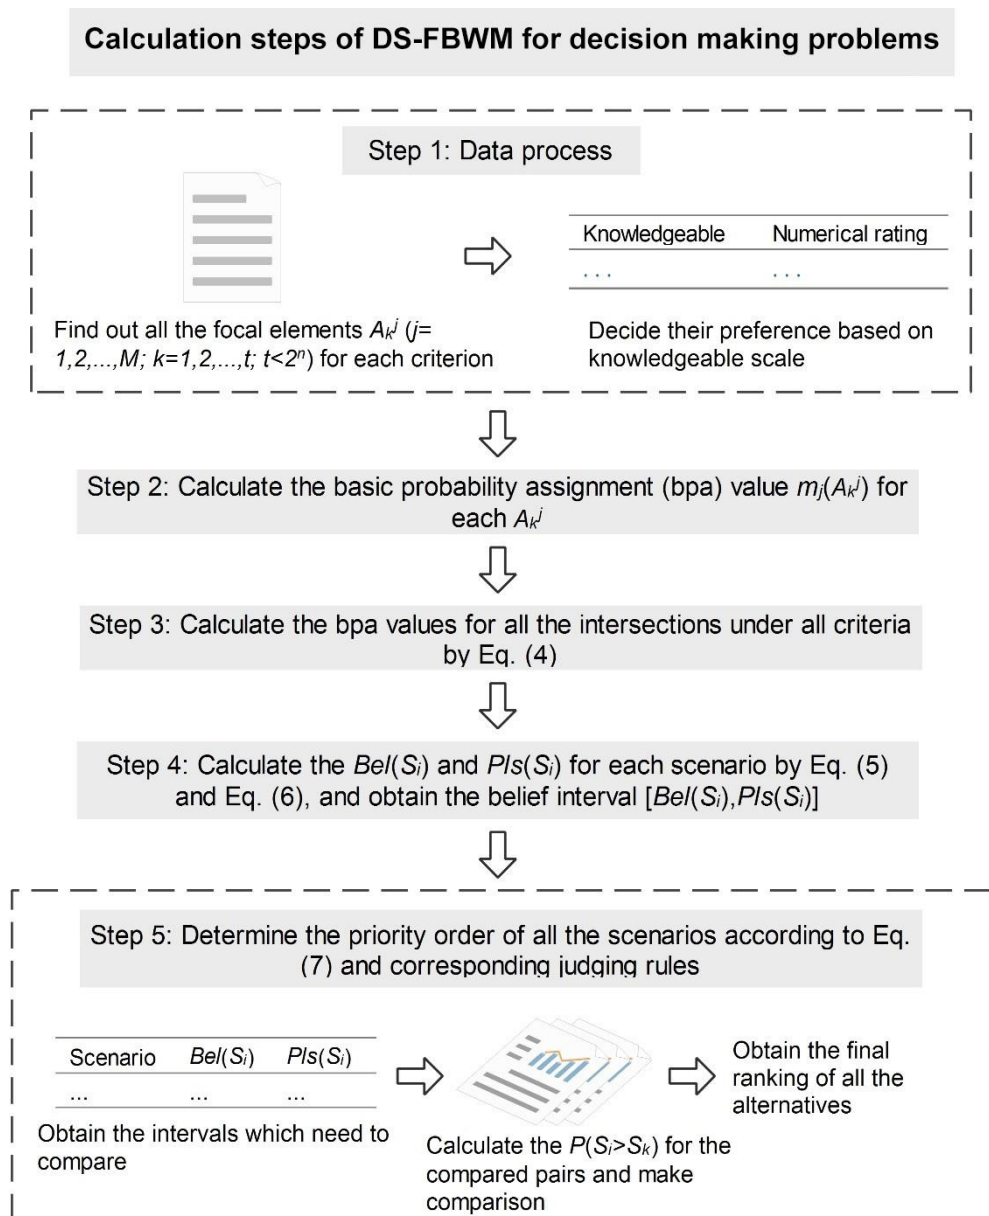 Calculation steps of DS-FBWM for decision making problems
Step 1: Data process
Knowledgeable Numerical rating
... ...
Find out all the focal elements Aₖʲ (j=
1,2,...,M; k=1,2,...,t; t<2ⁿ) for each criterion
Decide their preference based on
knowledgeable scale
Step 2: Calculate the basic probability assignment (bpa) value mⱼ(Aₖʲ) for
each Aₖʲ
Step 3: Calculate the bpa values for all the intersections under all criteria
by Eq. (4)
Step 4: Calculate the Bel(Sᵢ) and Pls(Sᵢ) for each scenario by Eq. (5)
and Eq. (6), and obtain the belief interval [Bel(Sᵢ),Pls(Sᵢ)]
Step 5: Determine the priority order of all the scenarios according to Eq.
(7) and corresponding judging rules
Scenario Bel(Sᵢ) Pls(Sᵢ)
... ... ...
Obtain the intervals which need to
compare
Calculate the P(Sᵢ>Sₖ) for the
compared pairs and make
comparison
Obtain the final
ranking of all the
alternatives